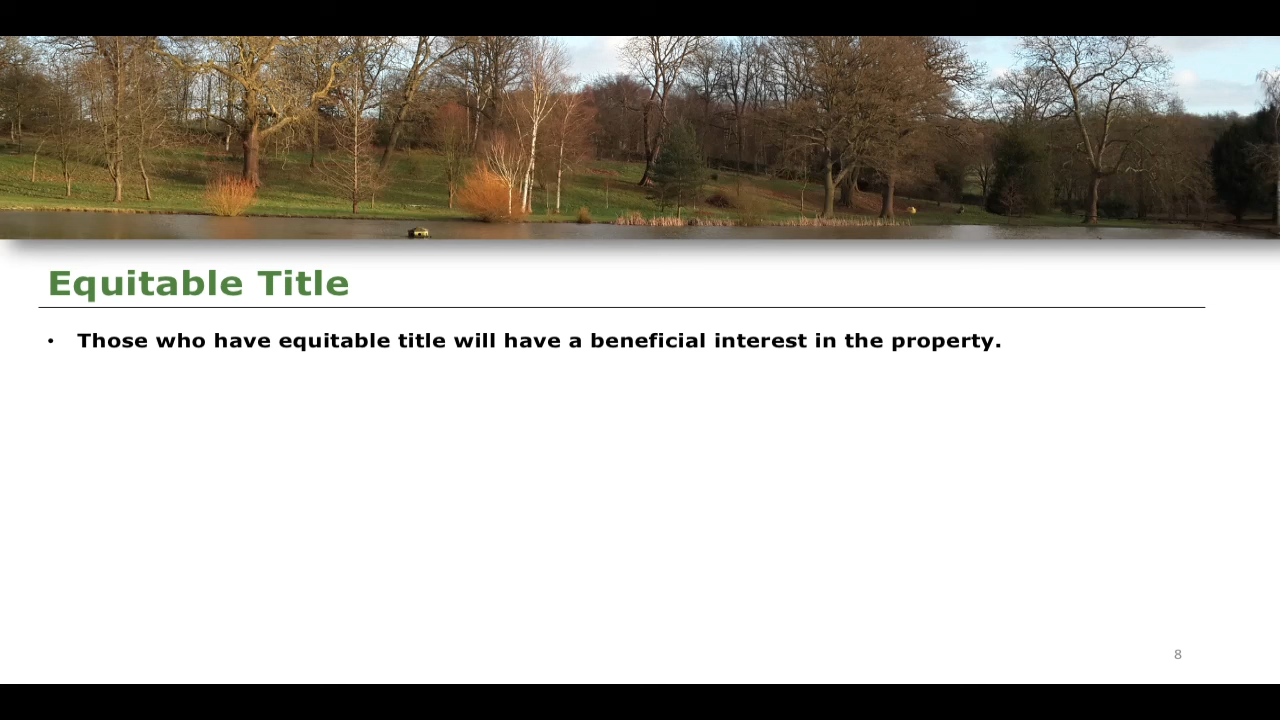 Equitable Title
• Those who have equitable title will have a beneficial interest in the property.
8